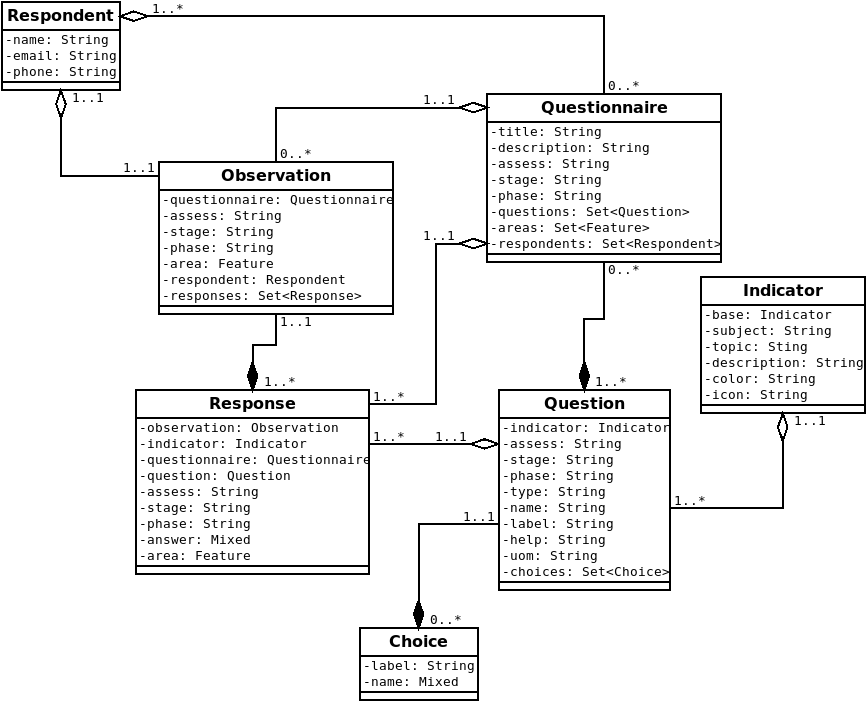 Respondent
-name: String
-email: String
-phone: String
1..*
1..1
0..*
1..1
Questionnaire
-title: String
-description: String
-assess: String
-stage: String
-phase: String
-questions: Set<Question>
-areas: Set<Feature>
-respondents: Set<Respondent>
1..1
0..*
1..1
0..*
Observation
-questionnaire: Questionnaire
-assess: String
-stage: String
-phase: String
-area: Feature
-respondent: Respondent
-responses: Set<Response>
1..1
1..*
1..*
Indicator
-base: Indicator
-subject: String
-topic: Sting
-description: String
-color: String
-icon: String
1..1
1..*
Response
-observation: Observation
-indicator: Indicator
-questionnaire: Questionnaire
-question: Question
-assess: String
-stage: String
-phase: String
-answer: Mixed
-area: Feature
1..*
1..*
1..1
Question
-indicator: Indicator
-assess: String
-stage: String
-phase: String
-type: String
-name: String
-label: String
-help: String
-uom: String
-choices: Set<Choice>
1..1
0..*
Choice
-label: String
-name: Mixed